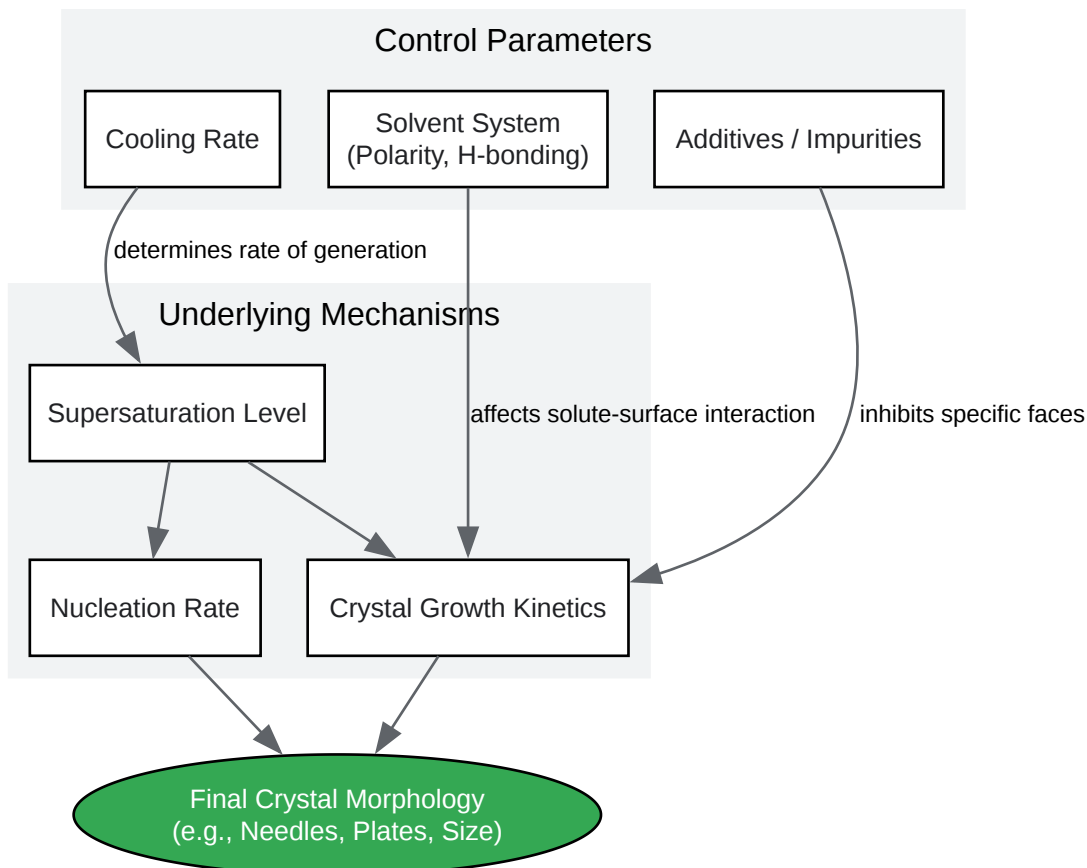 Control Parameters
Cooling Rate
Solvent System
(Polarity, H-bonding)
Additives / Impurities
determines rate of generation
Underlying Mechanisms
Supersaturation Level
affects solute-surface interaction
inhibits specific faces
Nucleation Rate
Crystal Growth Kinetics
Final Crystal Morphology
(e.g., Needles, Plates, Size)